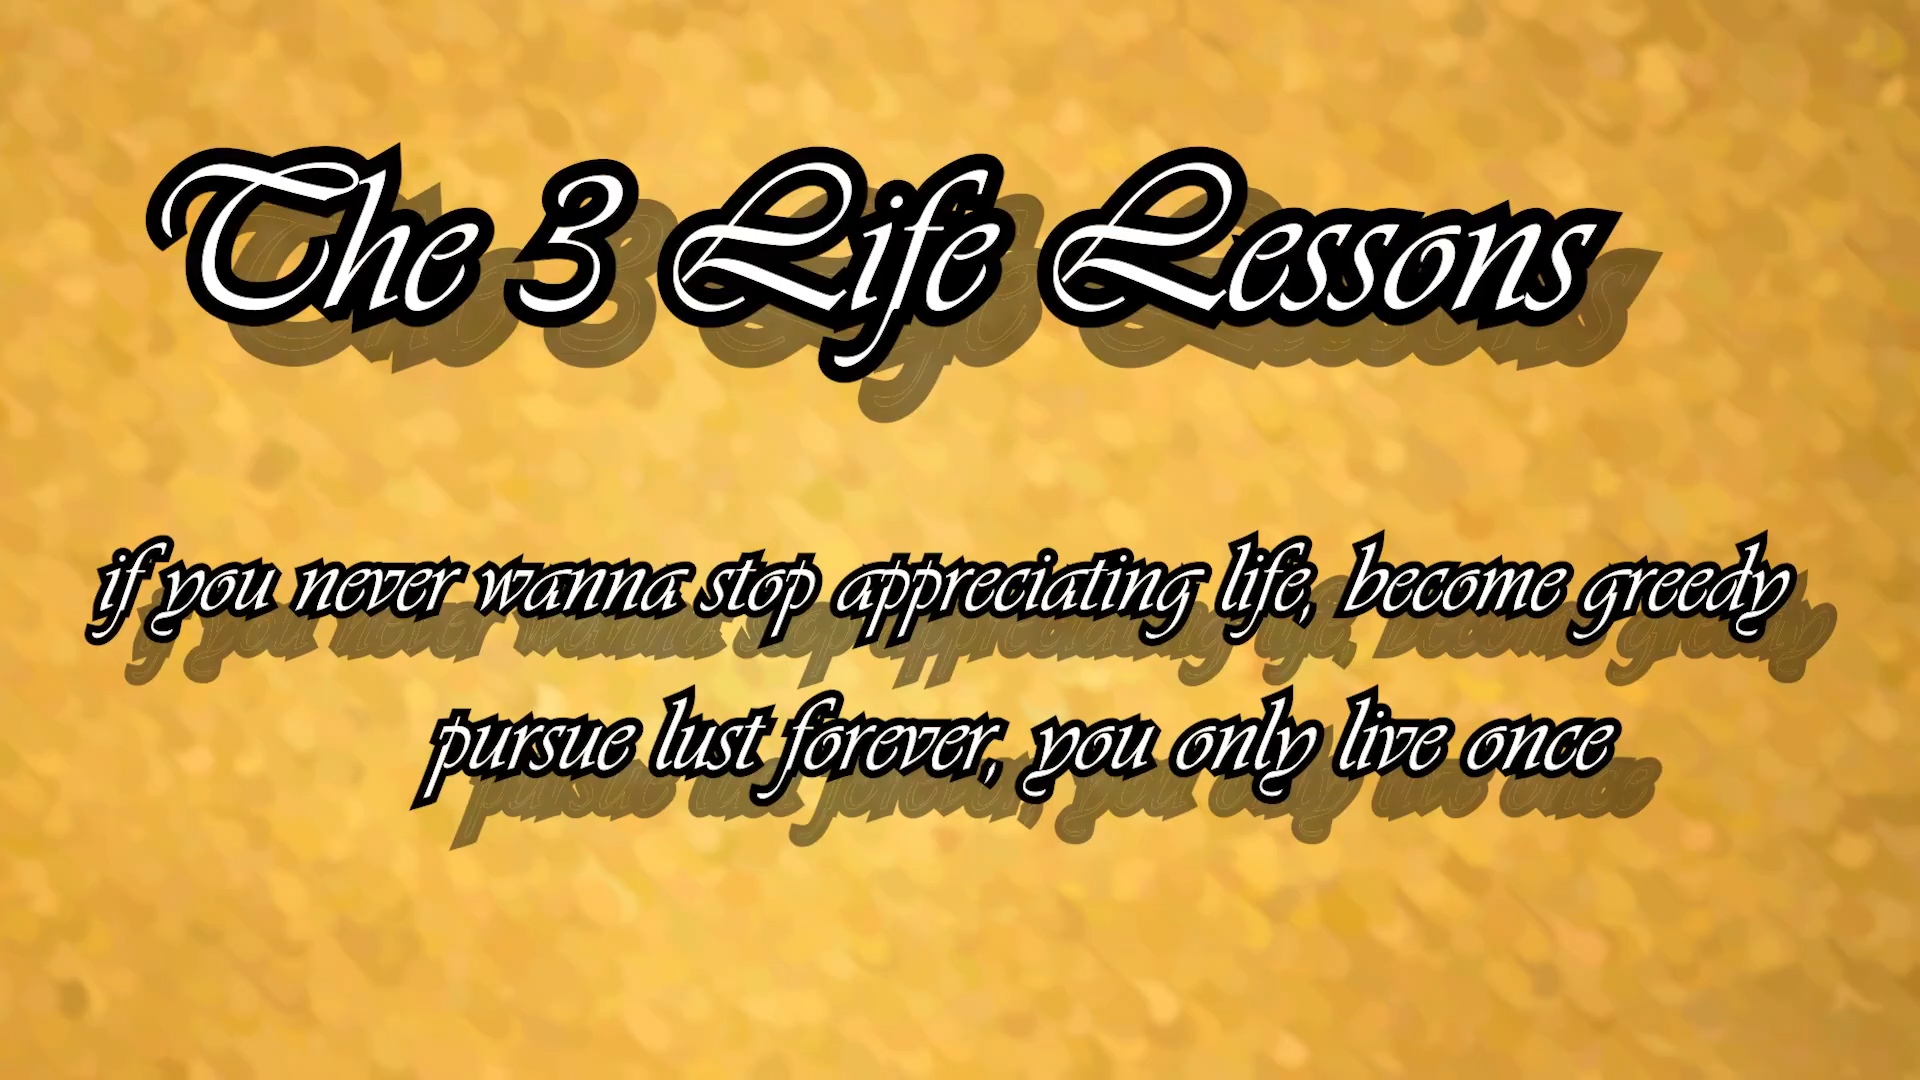 The 3 Life Lessons
if you never wanna stop appreciating life, become greedy
pursue lust forever, you only live once